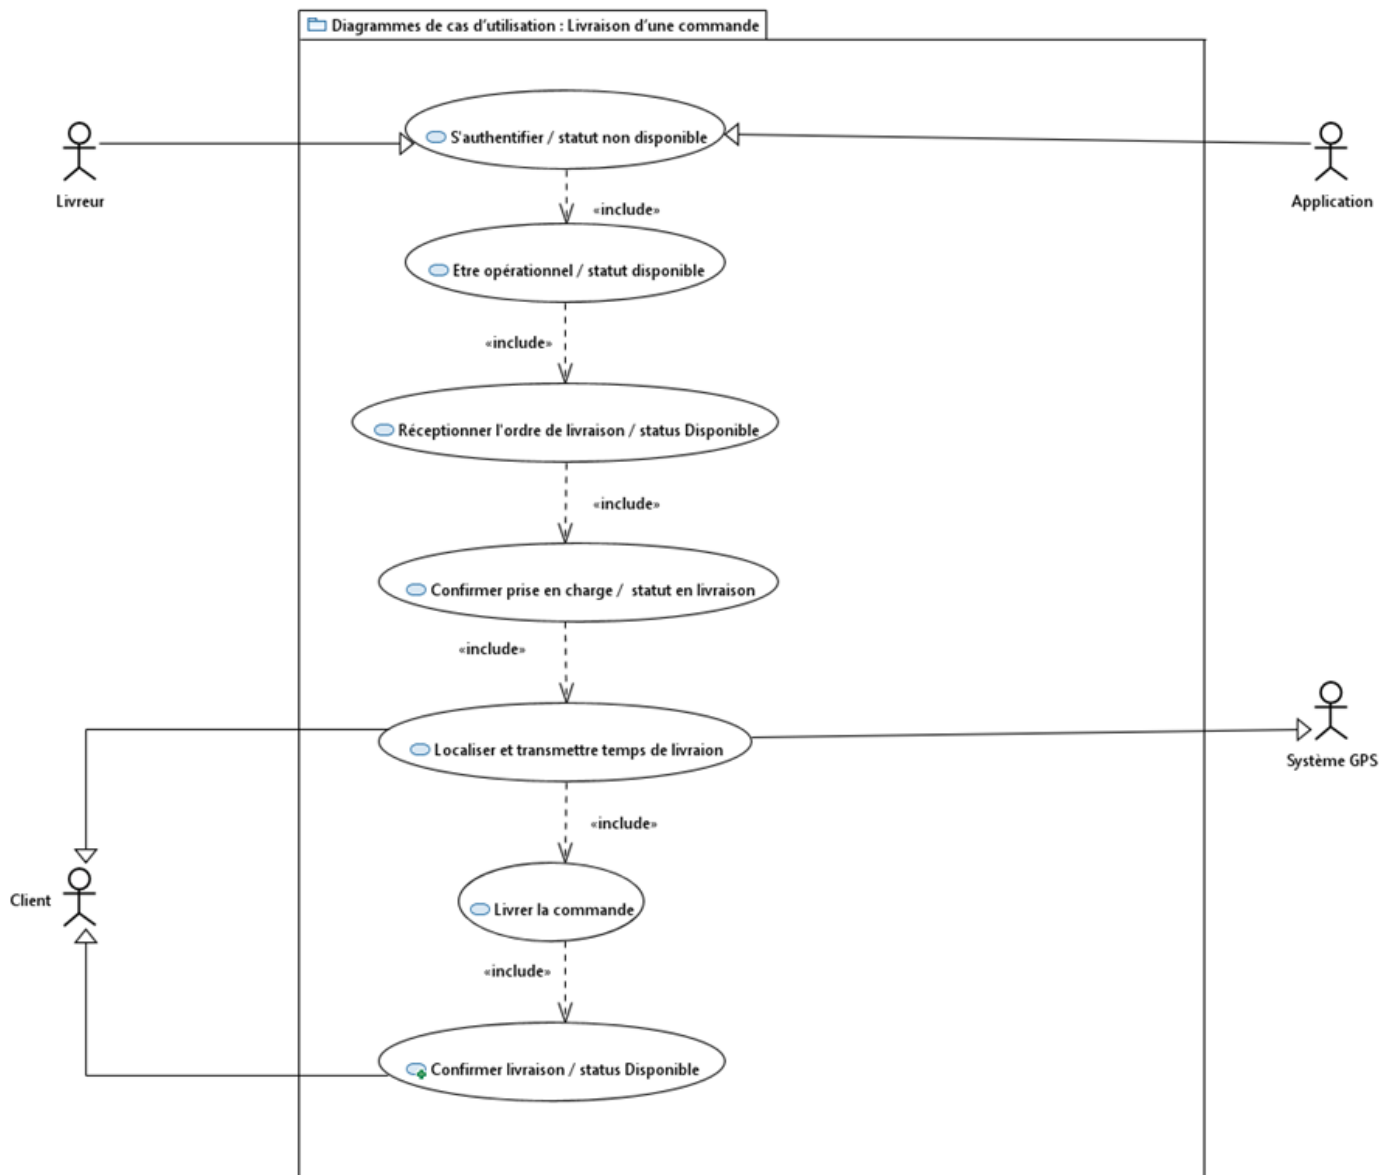 Diagrammes de cas d'utilisation : Livraison d'une commande
S'authentifier / statut non disponible
Livreur
Application
«include»
Etre opérationnel / statut disponible
«include»
Réceptionner l'ordre de livraison / status Disponible
«include»
Confirmer prise en charge / statut en livraison
«include»
Localiser et transmettre temps de livraion
Système GPS
«include»
Client
Livrer la commande
«include»
Confirmer livraison / status Disponible